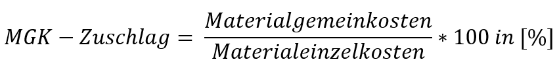 MGK − Zuschlag = Materialgemeinkosten / Materialeinzelkosten * 100 in [%]